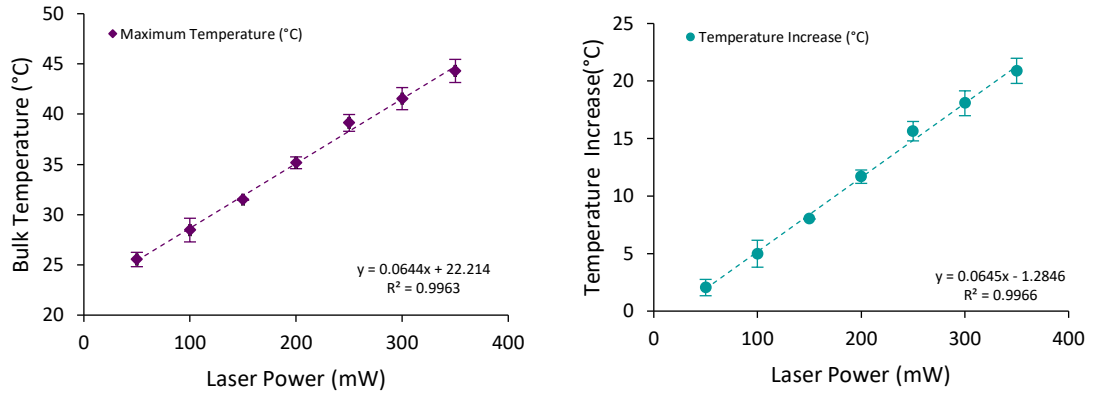 Maximum Temperature (°C)
Bulk Temperature (°C)
50
45
40
35
30
25
20
y = 0.0644x + 22.214
R² = 0.9963
0
100
200
300
400
Laser Power (mW)
Temperature Increase (°C)
Temperature Increase(°C)
25
20
15
10
5
0
y = 0.0645x - 1.2846
R² = 0.9966
0
100
200
300
400
Laser Power (mW)